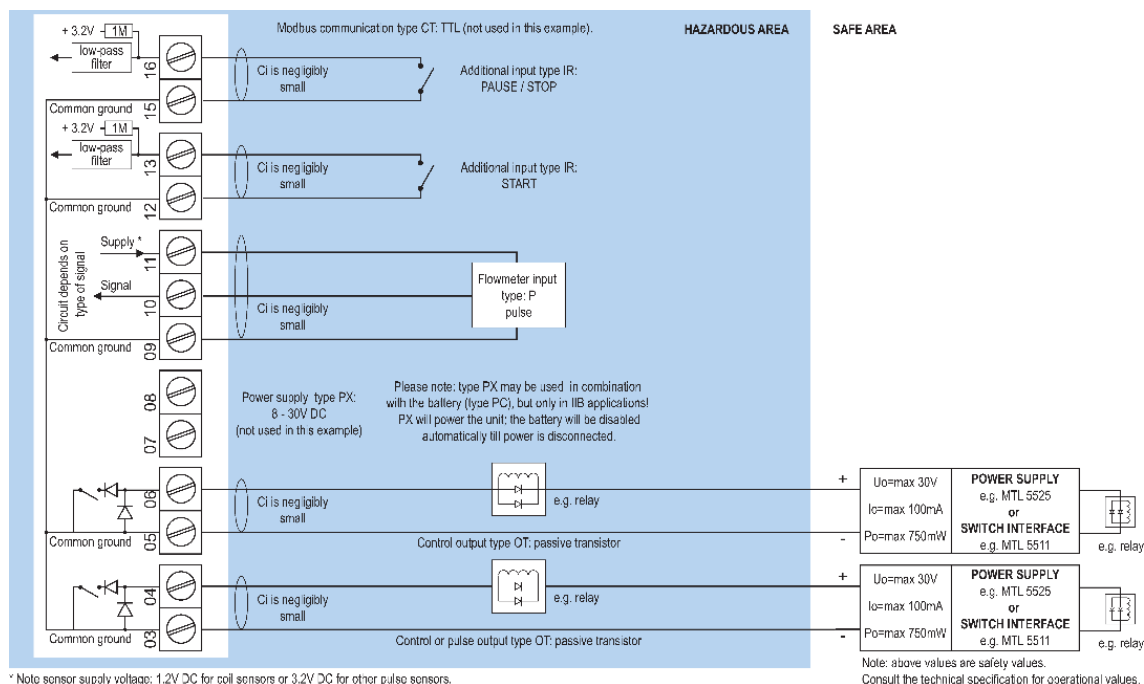 Modbus communication type CT: TTL (not used in this example).
HAZARDOUS AREA
SAFE AREA
+ 3.2V
1M
low-pass
filter
16
Ci is negligibly
small
Additional input type IR:
PAUSE / STOP
Common ground
15
+ 3.2V
1M
low-pass
filter
13
Ci is negligibly
small
Additional input type IR:
START
Common ground
12
Circuit depends on
type of signal
Supply *
11
Signal
10
Flowmeter input
type: P
pulse
Ci is negligibly
small
Common ground
09
08
07
Power supply type PX:
8 - 30V DC
(not used in this example)
Please note: type PX may be used in combination
with the battery (type PC), but only in IIB applications!
PX will power the unit; the battery will be disabled
automatically till power is disconnected.
06
Ci is negligibly
small
e.g. relay
Common ground
05
Control output type OT: passive transistor
+
-
Uo=max 30V
Io=max 100mA
Po=max 750mW
POWER SUPPLY
e.g. MTL 5525
or
SWITCH INTERFACE
e.g. MTL 5511
e.g. relay
04
Ci is negligibly
small
e.g. relay
Common ground
03
Control or pulse output type OT: passive transistor
+
-
Uo=max 30V
Io=max 100mA
Po=max 750mW
POWER SUPPLY
e.g. MTL 5525
or
SWITCH INTERFACE
e.g. MTL 5511
e.g. relay
* Note sensor supply voltage: 1.2V DC for coil sensors or 3.2V DC for other pulse sensors.
Note: above values are safety values.
Consult the technical specification for operational values.